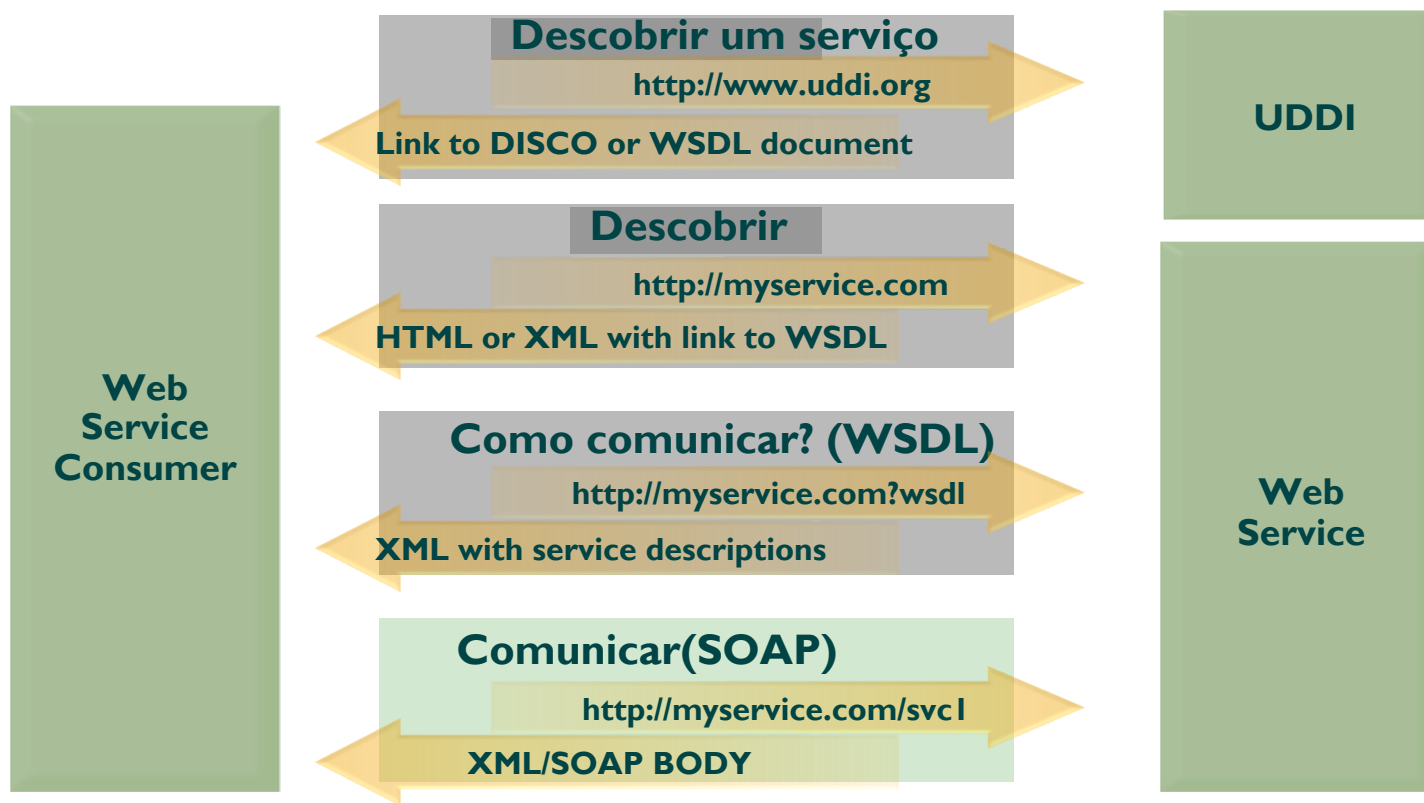 Descobrir um serviço
http://www.uddi.org
Link to DISCO or WSDL document
UDDI
Descobrir
http://myservice.com
HTML or XML with link to WSDL
Web
Service
Consumer
Como comunicar? (WSDL)
http://myservice.com?wsdl
XML with service descriptions
Web
Service
Comunicar(SOAP)
http://myservice.com/svc1
XML/SOAP BODY